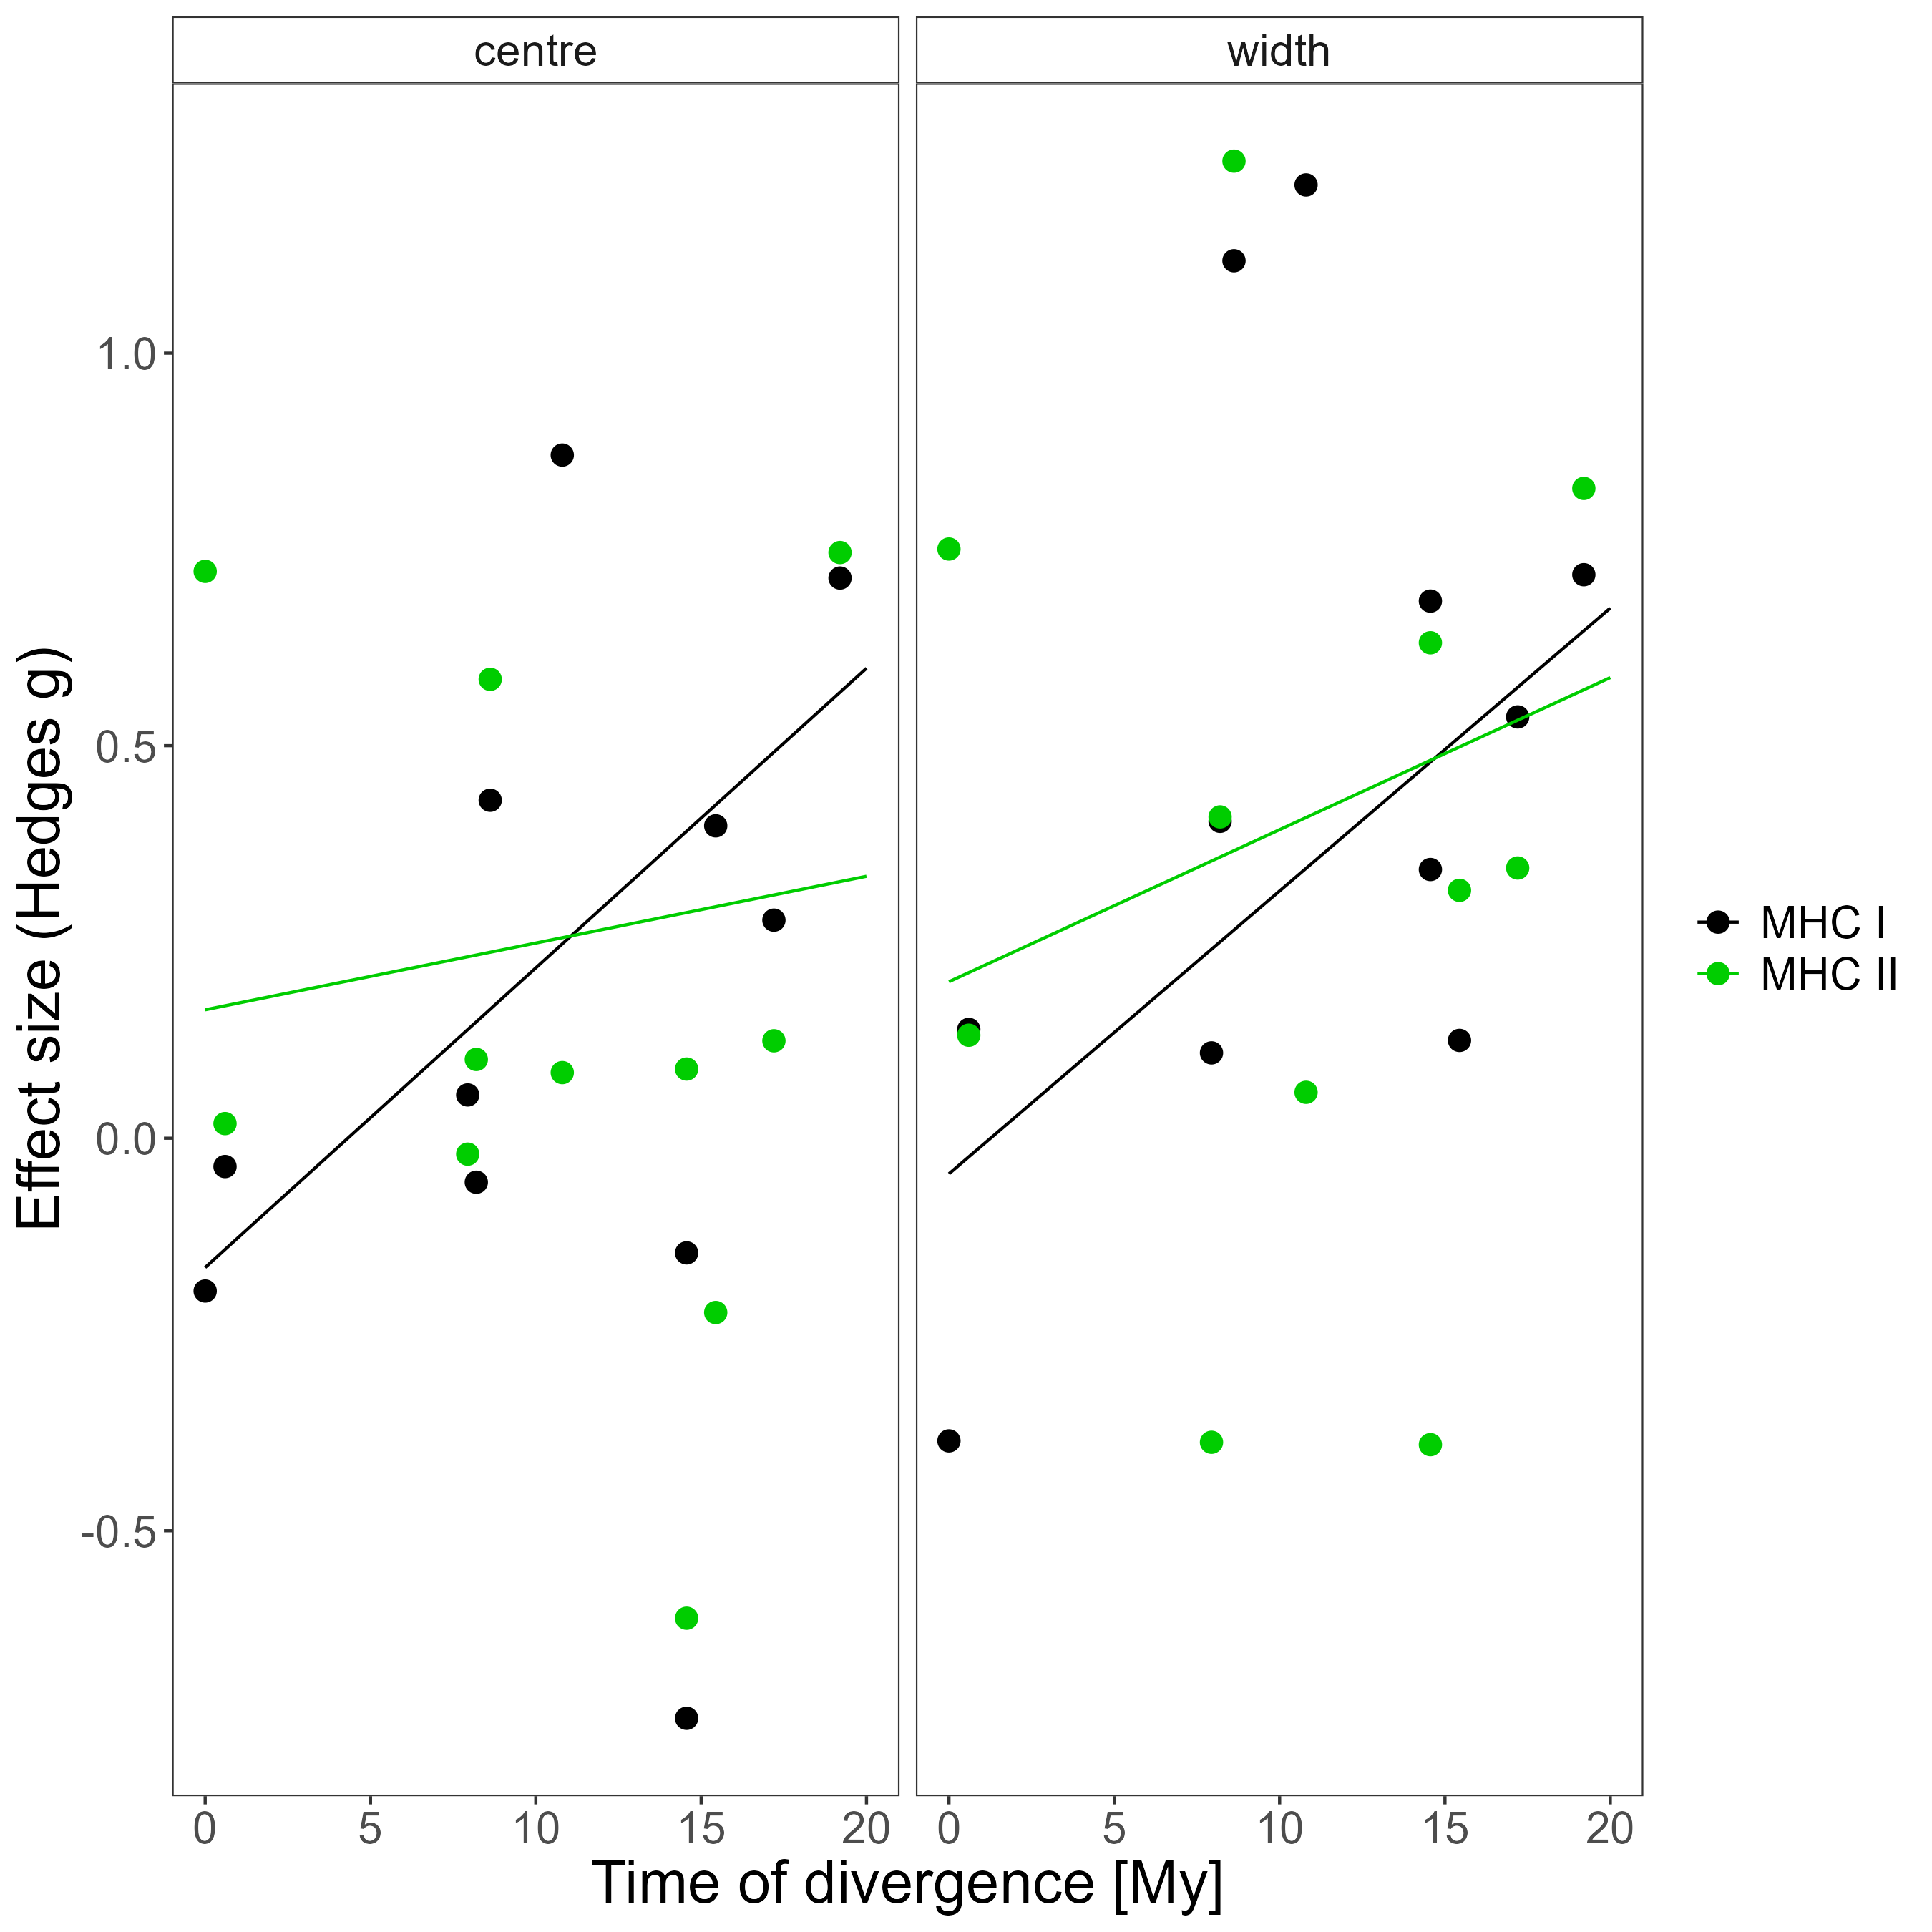 centre
width
Effect size (Hedges g)
1.0
0.5
0.0
-0.5
0 5 10 15 20
0 5 10 15 20
Time of divergence [My]
MHC I
MHC II